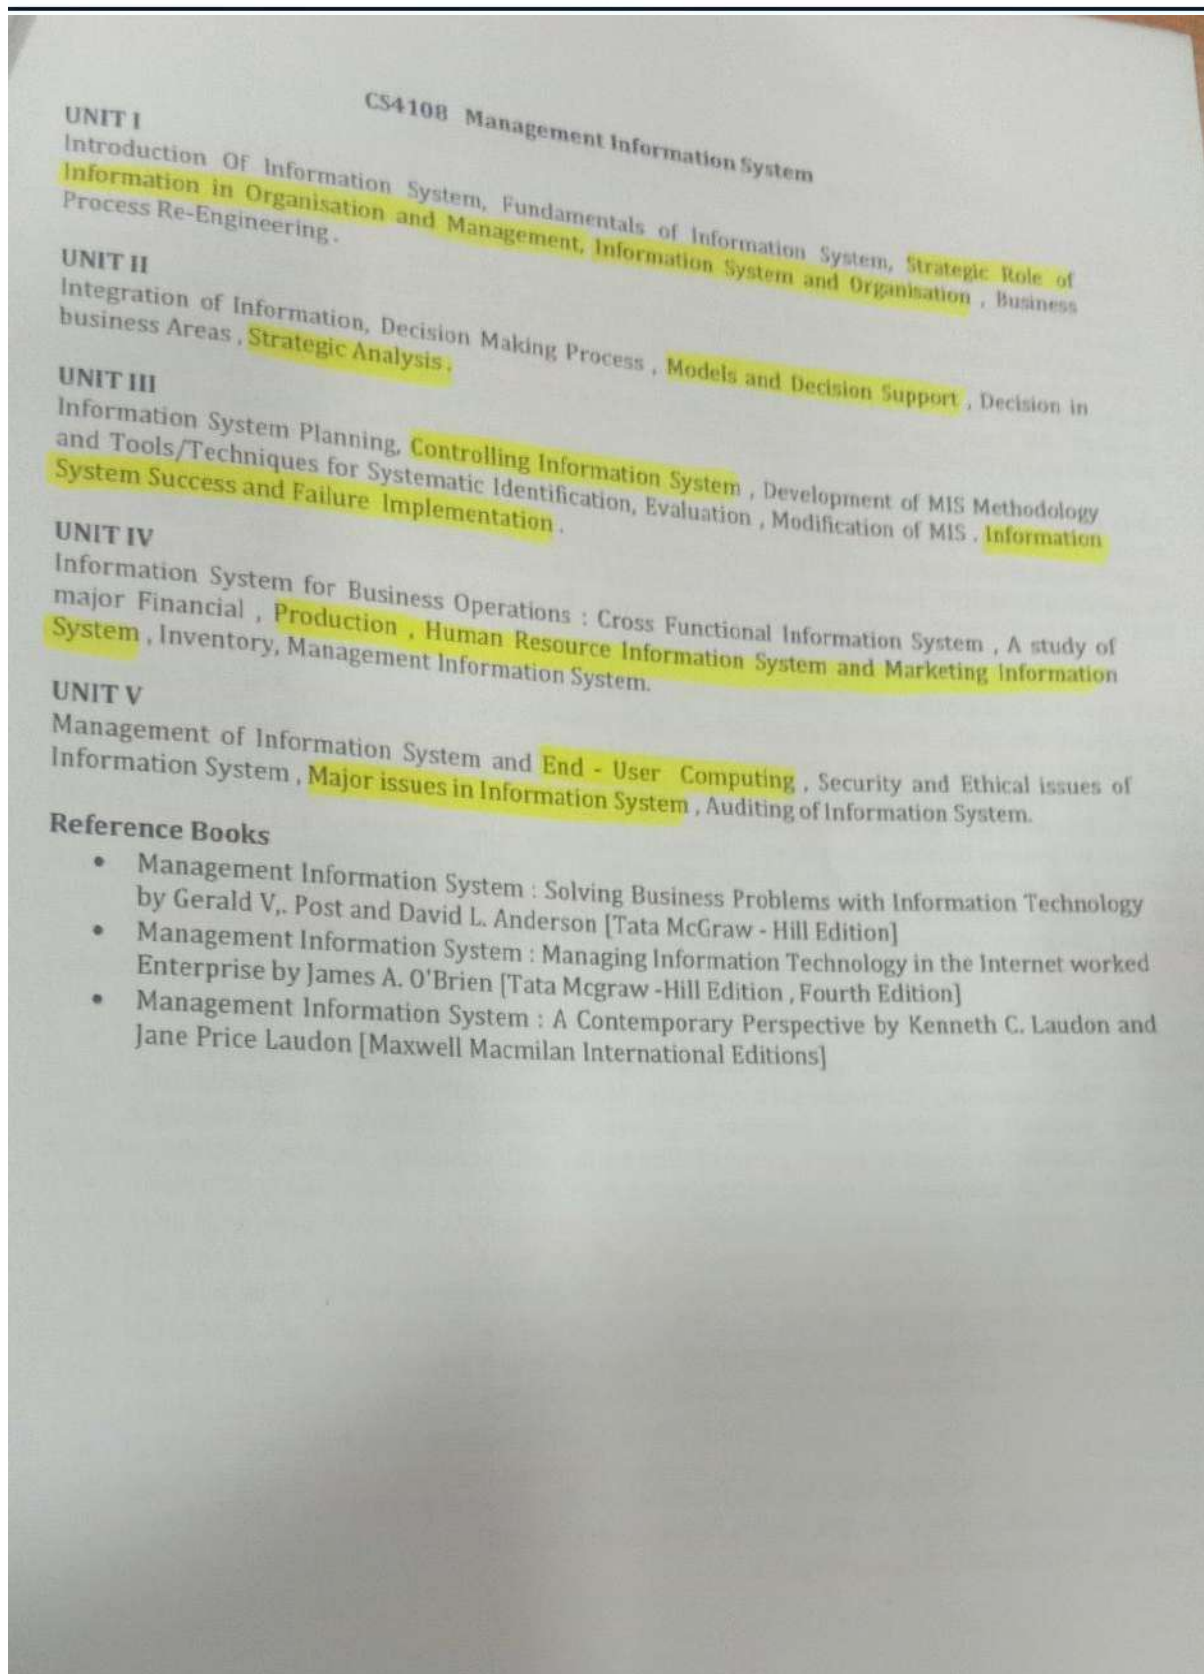 CS4108 Management Information System
UNIT I
Introduction Of Information System, Fundamentals of Information System, Strategic Role of
Information in Organisation and Management, Information System and Organisation , Business
Process Re-Engineering .
UNIT II
Integration of Information, Decision Making Process , Models and Decision Support , Decision in
business Areas , Strategic Analysis .
UNIT III
Information System Planning, Controlling Information System , Development of MIS Methodology
and Tools/Techniques for Systematic Identification, Evaluation , Modification of MIS . Information
System Success and Failure Implementation .
UNIT IV
Information System for Business Operations : Cross Functional Information System , A study of
major Financial , Production , Human Resource Information System and Marketing Information
System , Inventory, Management Information System.
UNIT V
Management of Information System and End - User Computing , Security and Ethical issues of
Information System , Major issues in Information System , Auditing of Information System.
Reference Books
• Management Information System : Solving Business Problems with Information Technology
by Gerald V,. Post and David L. Anderson [Tata McGraw - Hill Edition]
• Management Information System : Managing Information Technology in the Internet worked
Enterprise by James A. O'Brien [Tata Mcgraw -Hill Edition , Fourth Edition]
• Management Information System : A Contemporary Perspective by Kenneth C. Laudon and
Jane Price Laudon [Maxwell Macmilan International Editions]